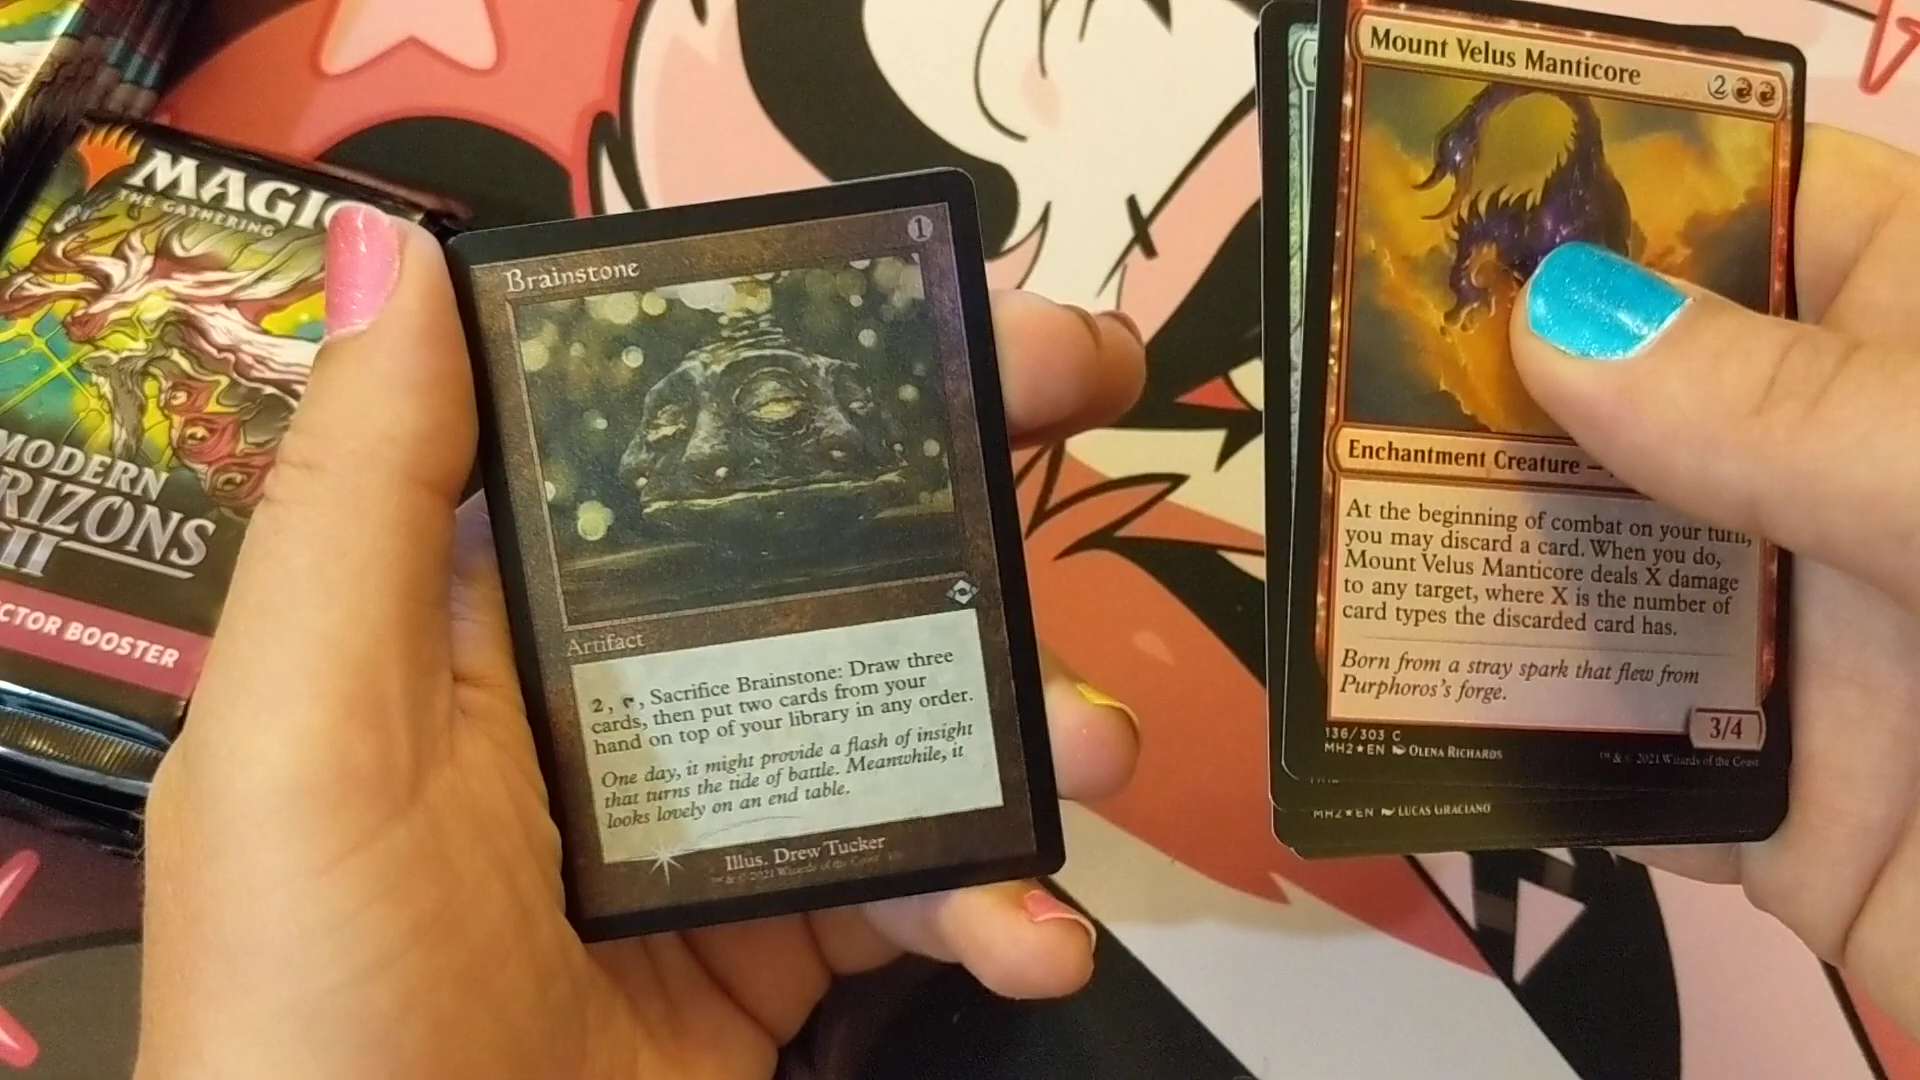 MAGIC
THE GATHERING
MODERN
RIZONS
II
CTOR BOOSTER
Brainstone
1
Artifact
2, , Sacrifice Brainstone: Draw three
cards, then put two cards from your
hand on top of your library in any order.
One day, it might provide a flash of insight
that turns the tide of battle. Meanwhile, it
looks lovely on an end table.
Illus. Drew Tucker
™ & © 2021 Wizards of the Coast
Mount Velus Manticore
2
Enchantment Creature —
At the beginning of combat on your turn,
you may discard a card. When you do,
Mount Velus Manticore deals X damage
to any target, where X is the number of
card types the discarded card has.
Born from a stray spark that flew from
Purphoros's forge.
3/4
136/303 C
MH2★EN OLENA RICHARDS
™ & © 2021 Wizards of the Coast
MH2★EN LUCAS GRACIANO